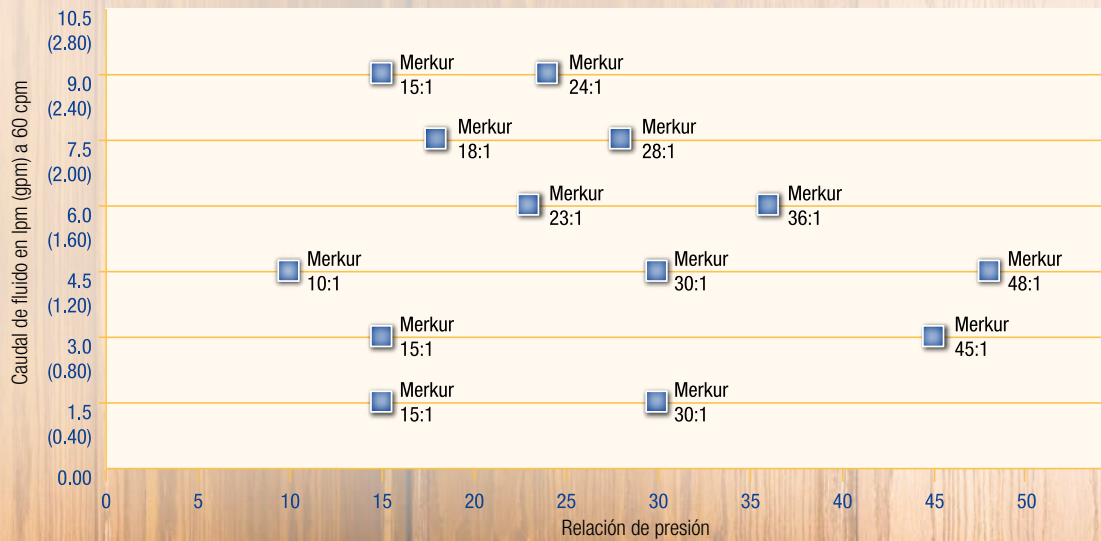 Caudal de fluido en lpm (gpm) a 60 cpm
10.5
(2.80)
9.0
(2.40)
7.5
(2.00)
6.0
(1.60)
4.5
(1.20)
3.0
(0.80)
1.5
(0.40)
0.00
Merkur
15:1
Merkur
24:1
Merkur
18:1
Merkur
28:1
Merkur
23:1
Merkur
36:1
Merkur
10:1
Merkur
30:1
Merkur
48:1
Merkur
15:1
Merkur
45:1
Merkur
15:1
Merkur
30:1
0 5 10 15 20 25 30 35 40 45 50
Relación de presión